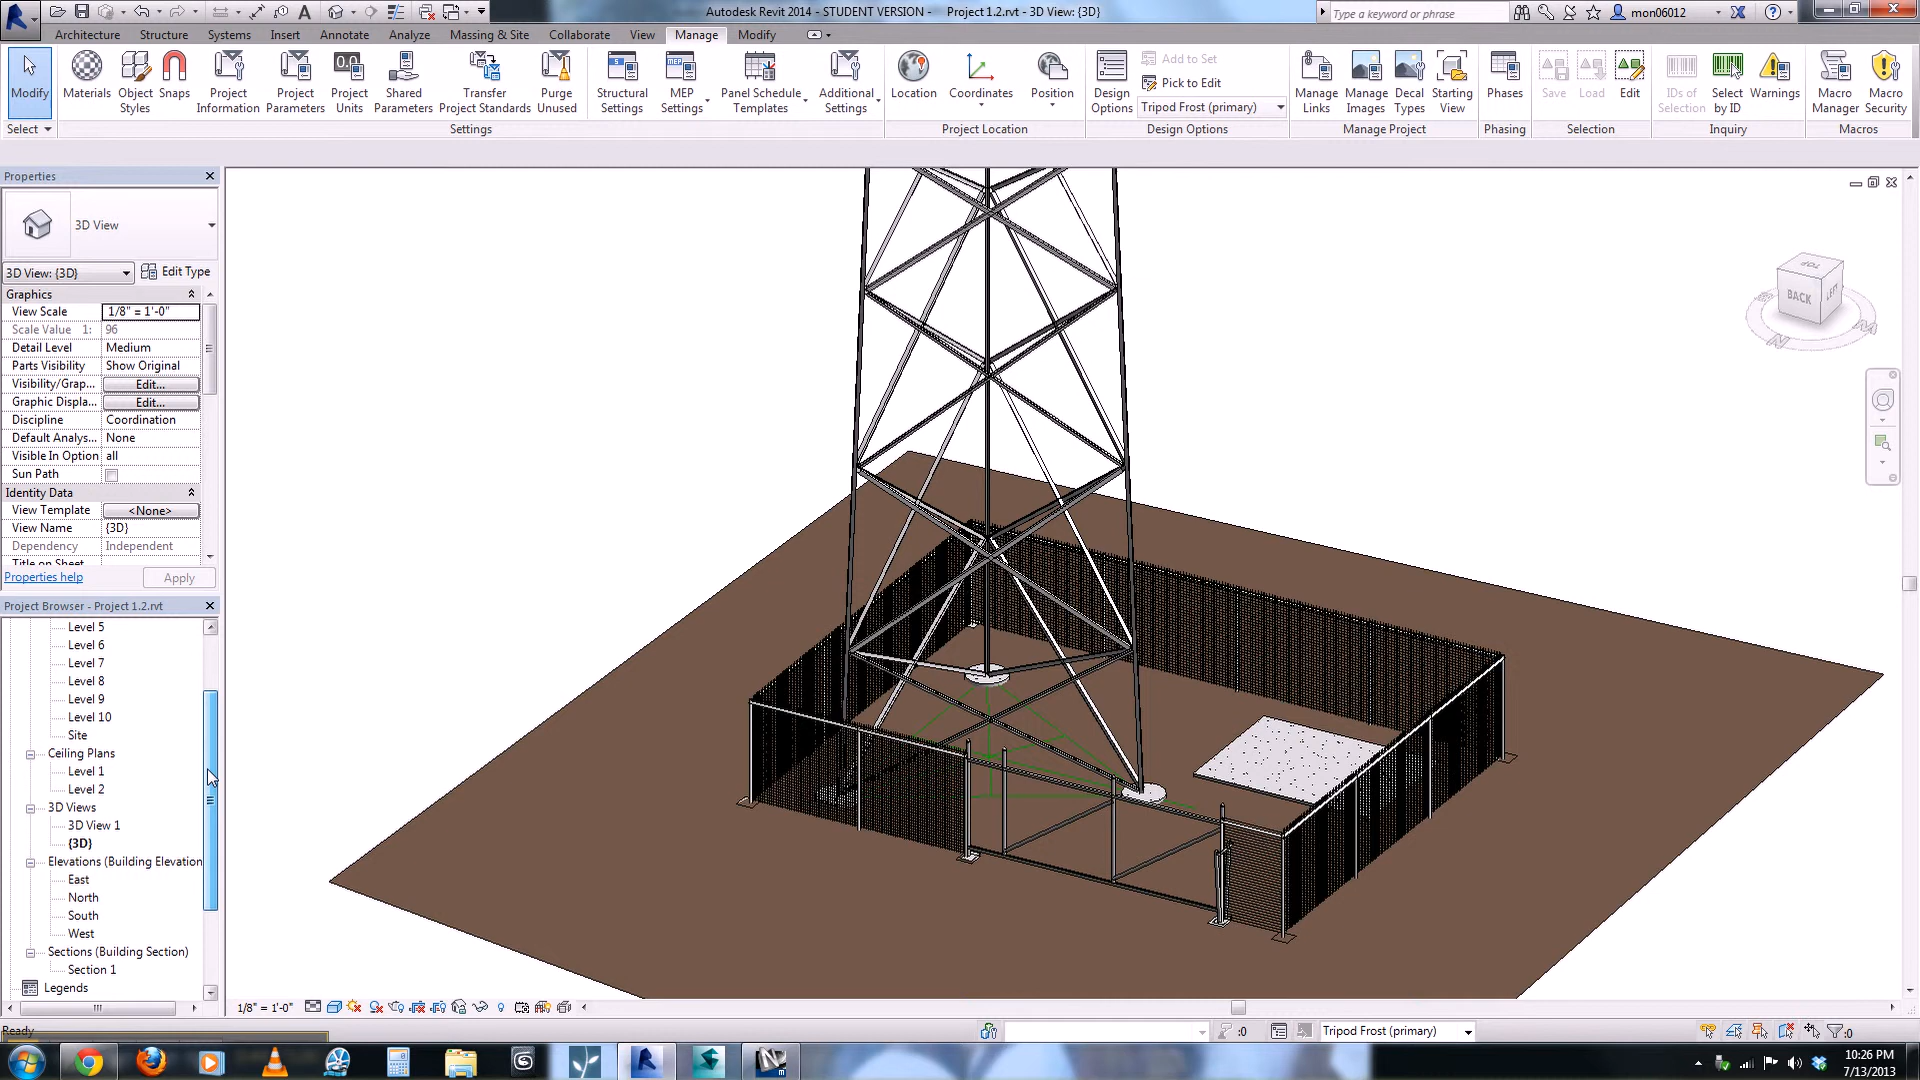 Autodesk Revit 2014 - STUDENT VERSION - Project 1.2.rvt - 3D View: {3D}
Type a keyword or phrase
mon06012
Architecture Structure Systems Insert Annotate Analyze Massing & Site Collaborate View Manage Modify
Modify
Materials
Object Styles
Snaps
Project Information
Project Parameters
Project Units
Shared Parameters
Transfer Project Standards
Purge Unused
Structural Settings
MEP Settings
Panel Schedule Templates
Additional Settings
Location
Coordinates
Position
Design Options
Add to Set
Pick to Edit
Tripod Frost (primary)
Manage Links
Manage Images
Decal Types
Starting View
Phases
Save
Load
Edit
IDs of Selection
Select by ID
Warnings
Macro Manager
Macro Security
Select Settings Project Location Design Options Manage Project Phasing Selection Inquiry Macros
Properties
3D View
3D View: {3D} Edit Type
Graphics
View Scale 1/8" = 1'-0"
Scale Value 1: 96
Detail Level Medium
Parts Visibility Show Original
Visibility/Grap... Edit...
Graphic Displa... Edit...
Discipline Coordination
Default Analys... None
Visible In Option all
Sun Path
Identity Data
View Template <None>
View Name {3D}
Dependency Independent
Title on Sheet
Properties help Apply
Project Browser - Project 1.2.rvt
Level 5
Level 6
Level 7
Level 8
Level 9
Level 10
Site
Ceiling Plans
Level 1
Level 2
3D Views
3D View 1
{3D}
Elevations (Building Elevation
East
North
South
West
Sections (Building Section)
Section 1
Legends
TOP
BACK
LEFT
N
1/8" = 1'-0"
Ready
:0
Tripod Frost (primary)
:0
10:26 PM
7/13/2013